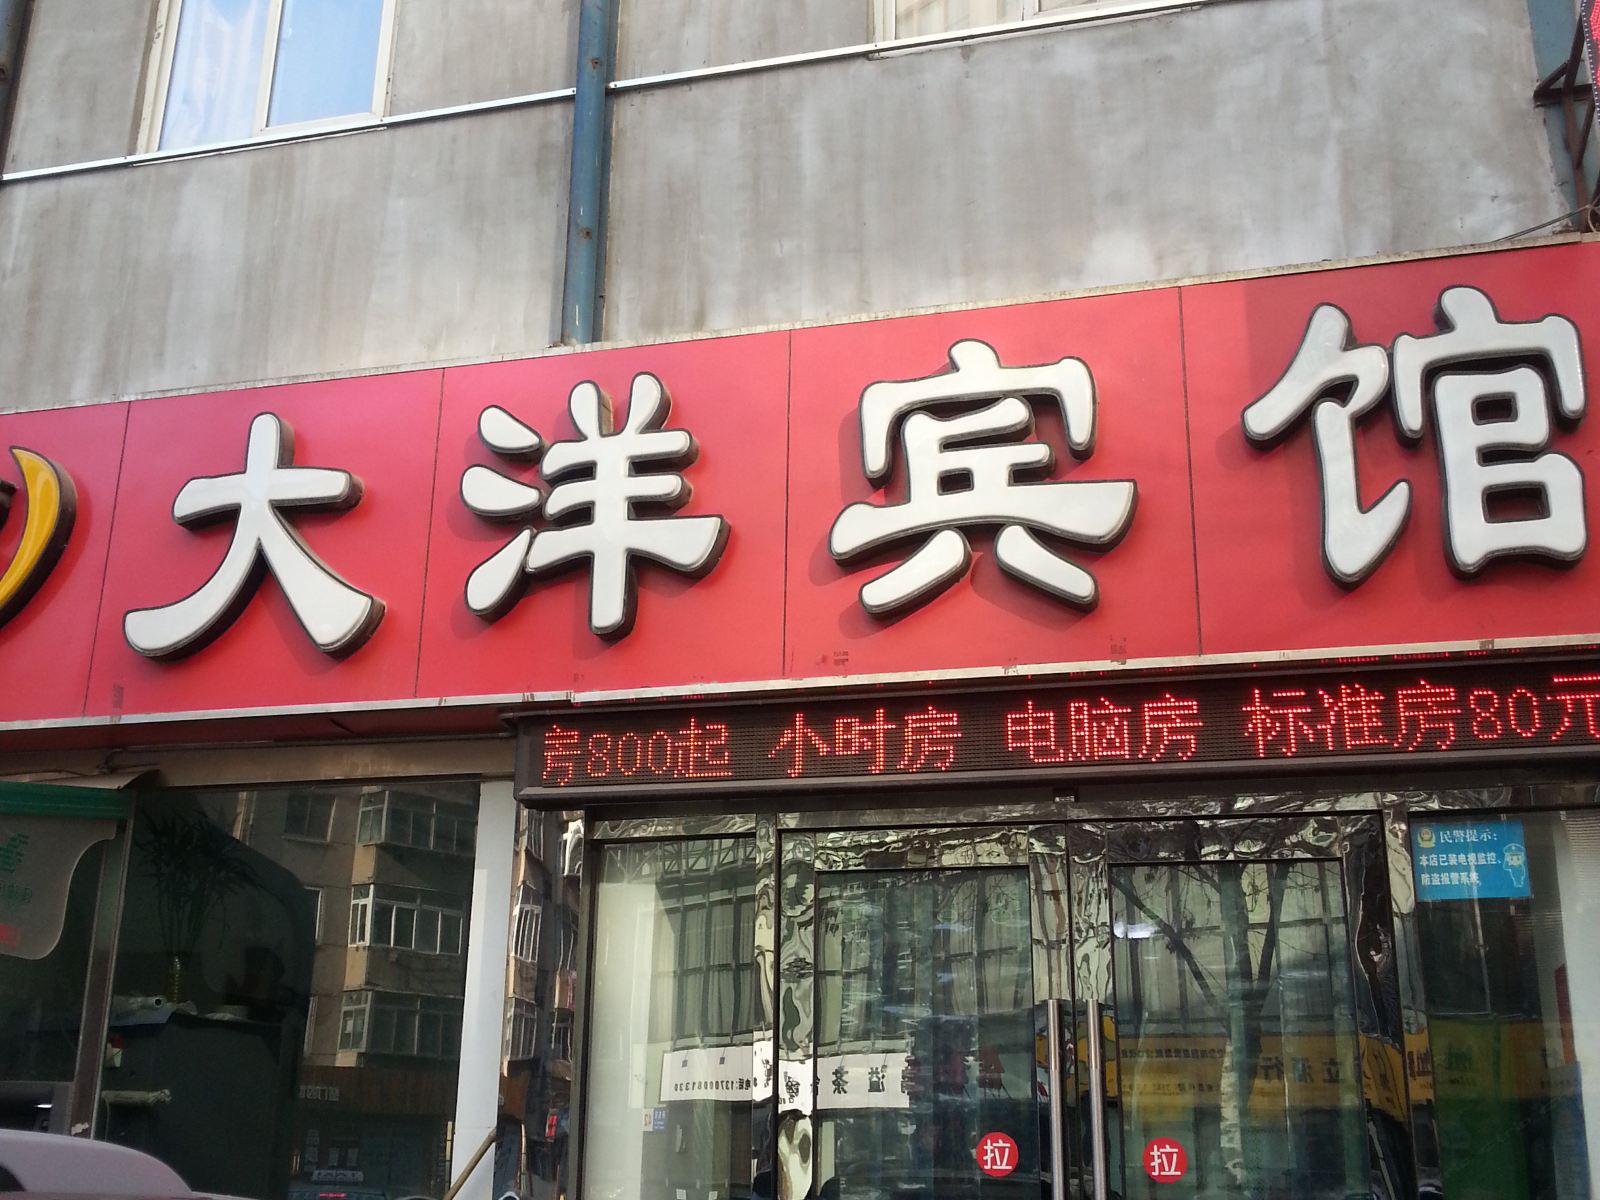 大洋宾馆
房800起 小时房 电脑房 标准房80元
民警提示:
本店已装电视监控、
防盗报警系统
溢茶
拉
拉